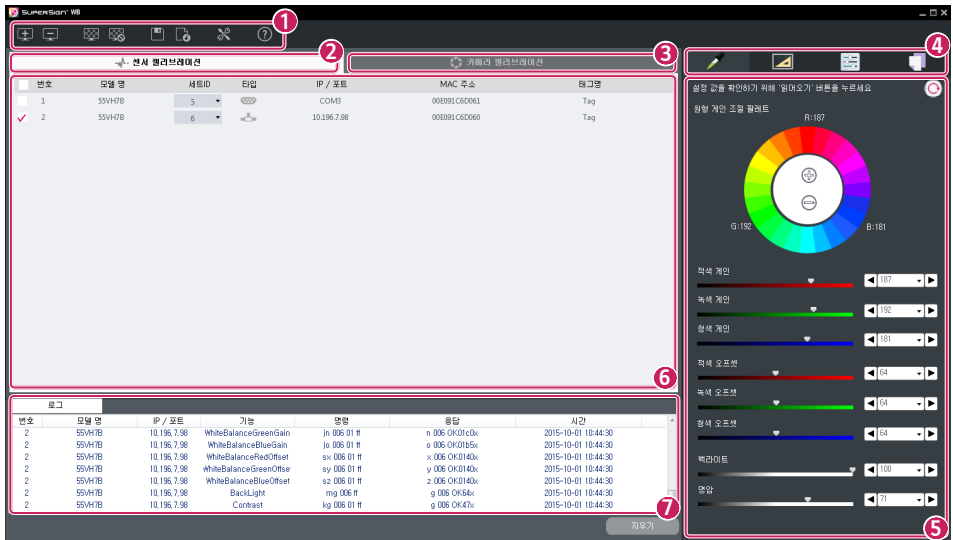 SUPERSIGN™ WB
1
2
3
4
센서 캘리브레이션
카메라 캘리브레이션
번호 모델 명 세트ID 타입 IP / 포트 MAC 주소 태그명
1 55VH7B 5 COM3 00E091C6D061 Tag
2 55VH7B 6 10.196.7.98 00E091C6D060 Tag
6
설정 값을 확인하기 위해 '읽어오기' 버튼을 누르세요
원형 게인 조절 팔레트
R:187
G:192 B:181
적색 게인
187
녹색 게인
192
청색 게인
181
적색 오프셋
64
녹색 오프셋
64
청색 오프셋
64
백라이트
100
명암
71
5
로그
번호 모델 명 IP / 포트 기능 명령 응답 시간
2 55VH7B 10,196,7,98 WhiteBalanceGreenGain jn 006 01 ff n 006 OK01c0x 2015-10-01 10:44:30
2 55VH7B 10,196,7,98 WhiteBalanceBlueGain jo 006 01 ff o 006 OK01b5x 2015-10-01 10:44:30
2 55VH7B 10,196,7,98 WhiteBalanceRedOffset sx 006 01 ff x 006 OK0140x 2015-10-01 10:44:30
2 55VH7B 10,196,7,98 WhiteBalanceGreenOffse sy 006 01 ff y 006 OK0140x 2015-10-01 10:44:30
2 55VH7B 10,196,7,98 WhiteBalanceBlueOffset sz 006 01 ff z 006 OK0140x 2015-10-01 10:44:30
2 55VH7B 10,196,7,98 BackLight mg 006 ff g 006 OK64x 2015-10-01 10:44:30
2 55VH7B 10,196,7,98 Contrast kg 006 01 ff g 006 OK47x 2015-10-01 10:44:30
7
지우기